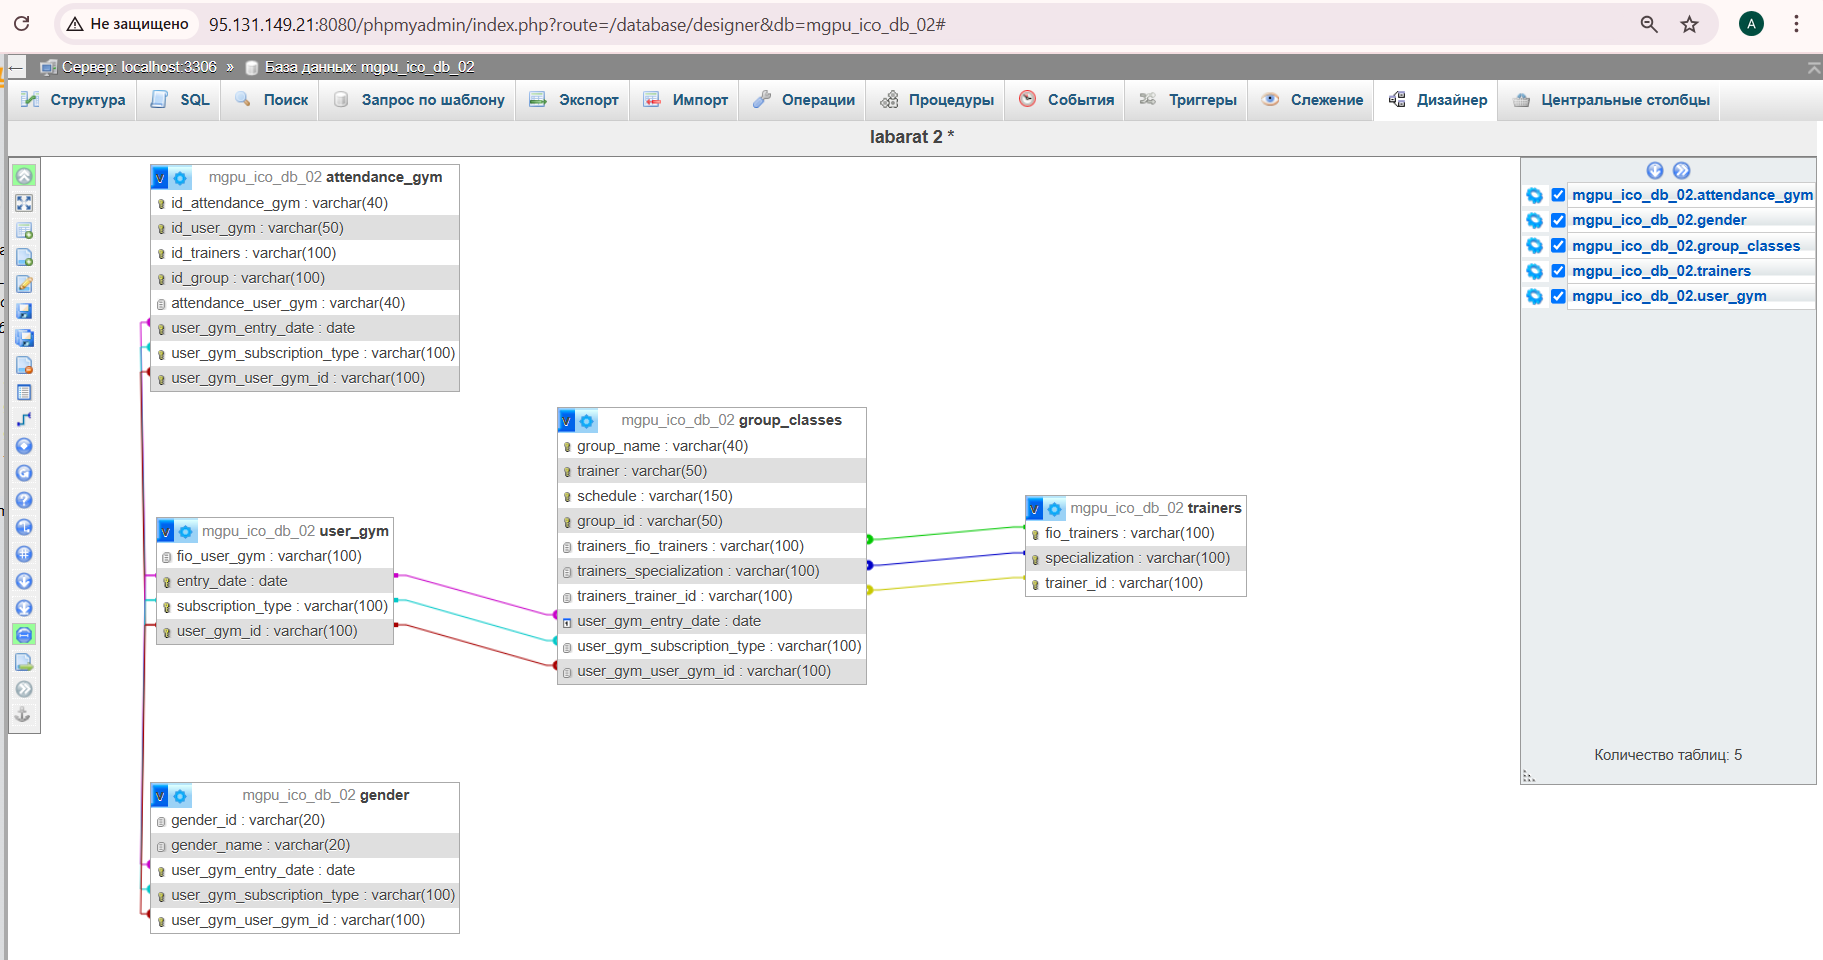 Не защищено
95.131.149.21:8080/phpmyadmin/index.php?route=/database/designer&db=mgpu_ico_db_02#
A
Сервер: localhost:3306 » База данных: mgpu_ico_db_02
Структура SQL Поиск Запрос по шаблону Экспорт Импорт Операции Процедуры События Триггеры Слежение Дизайнер Центральные столбцы
labarat 2 *
mgpu_ico_db_02 attendance_gym
id_attendance_gym : varchar(40)
id_user_gym : varchar(50)
id_trainers : varchar(100)
id_group : varchar(100)
attendance_user_gym : varchar(40)
user_gym_entry_date : date
user_gym_subscription_type : varchar(100)
user_gym_user_gym_id : varchar(100)
mgpu_ico_db_02 group_classes
group_name : varchar(40)
trainer : varchar(50)
schedule : varchar(150)
group_id : varchar(50)
trainers_fio_trainers : varchar(100)
trainers_specialization : varchar(100)
trainers_trainer_id : varchar(100)
user_gym_entry_date : date
user_gym_subscription_type : varchar(100)
user_gym_user_gym_id : varchar(100)
mgpu_ico_db_02 trainers
fio_trainers : varchar(100)
specialization : varchar(100)
trainer_id : varchar(100)
mgpu_ico_db_02 user_gym
fio_user_gym : varchar(100)
entry_date : date
subscription_type : varchar(100)
user_gym_id : varchar(100)
mgpu_ico_db_02 gender
gender_id : varchar(20)
gender_name : varchar(20)
user_gym_entry_date : date
user_gym_subscription_type : varchar(100)
user_gym_user_gym_id : varchar(100)
mgpu_ico_db_02.attendance_gym
mgpu_ico_db_02.gender
mgpu_ico_db_02.group_classes
mgpu_ico_db_02.trainers
mgpu_ico_db_02.user_gym
Количество таблиц: 5